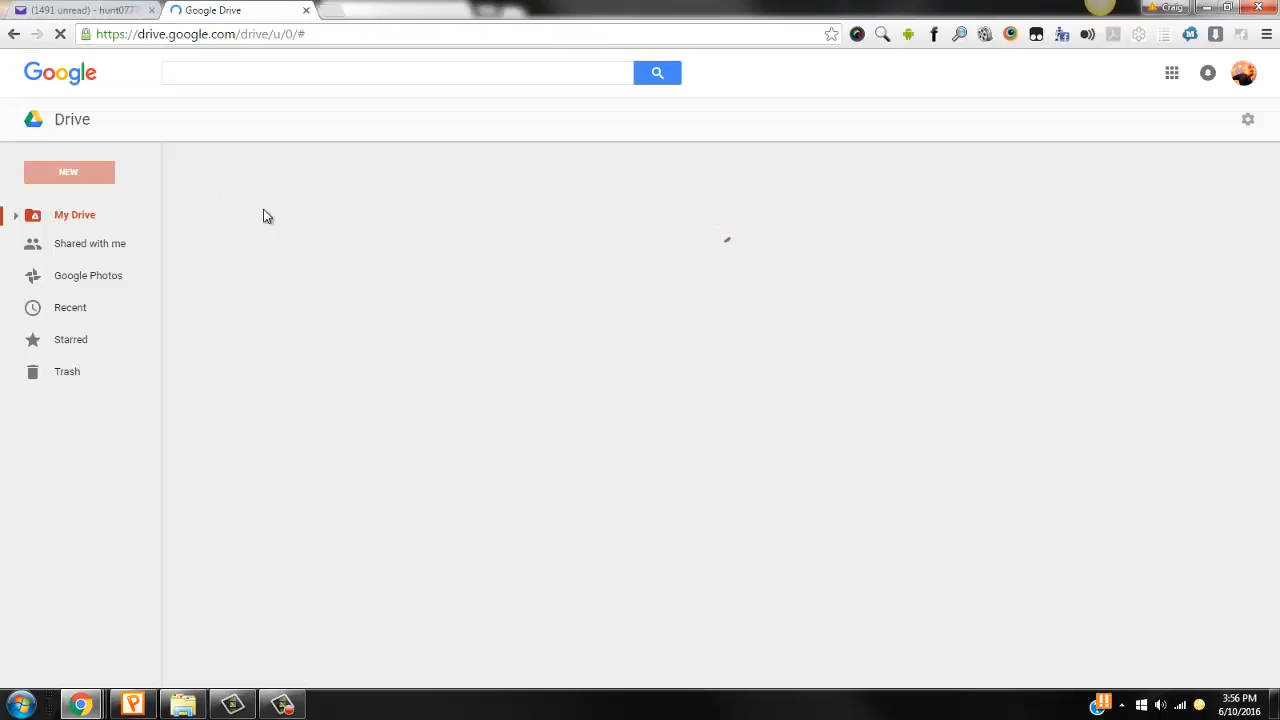 (1491 unread) - hunt077
Google Drive
Craig
https://drive.google.com/drive/u/0/#
Google
Drive
NEW
My Drive
Shared with me
Google Photos
Recent
Starred
Trash
3:56 PM
6/10/2016